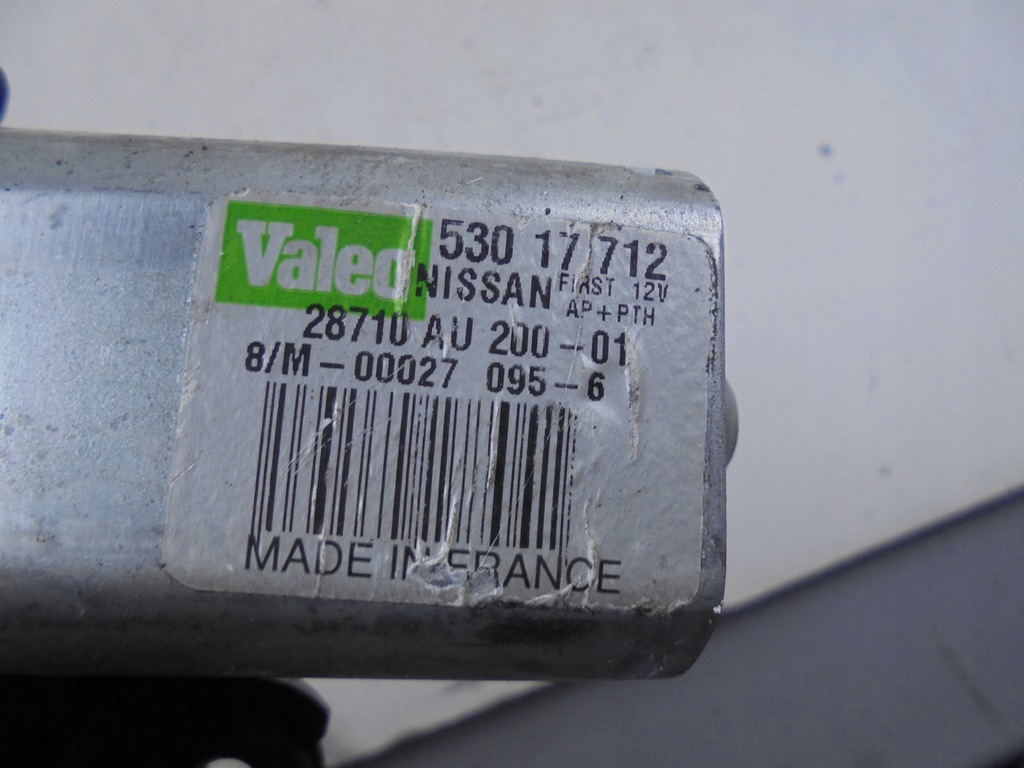 Valeo 530 17 712
NISSAN FIRST 12V
AP+PTH
28710 AU 200-01
8/M-00027 095-6
MADE IN FRANCE